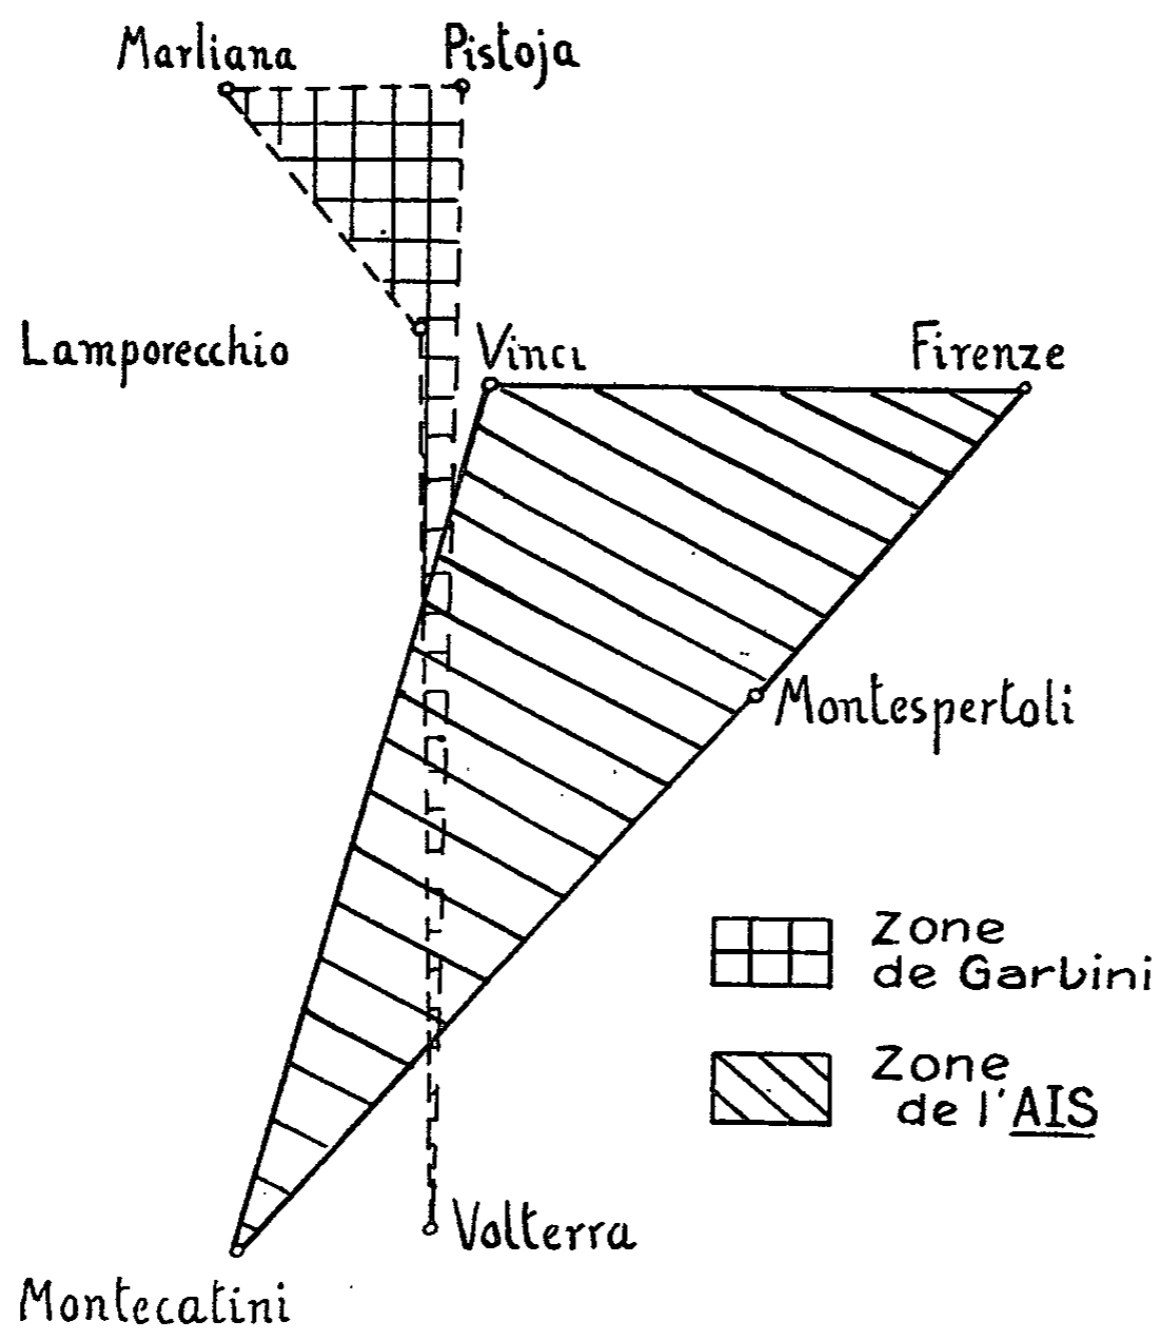 Marliana
Pistoja
Lamporecchio
Vinci
Firenze
Montespertoli
Zone
de Garbini
Zone
de l'AIS
Volterra
Montecatini